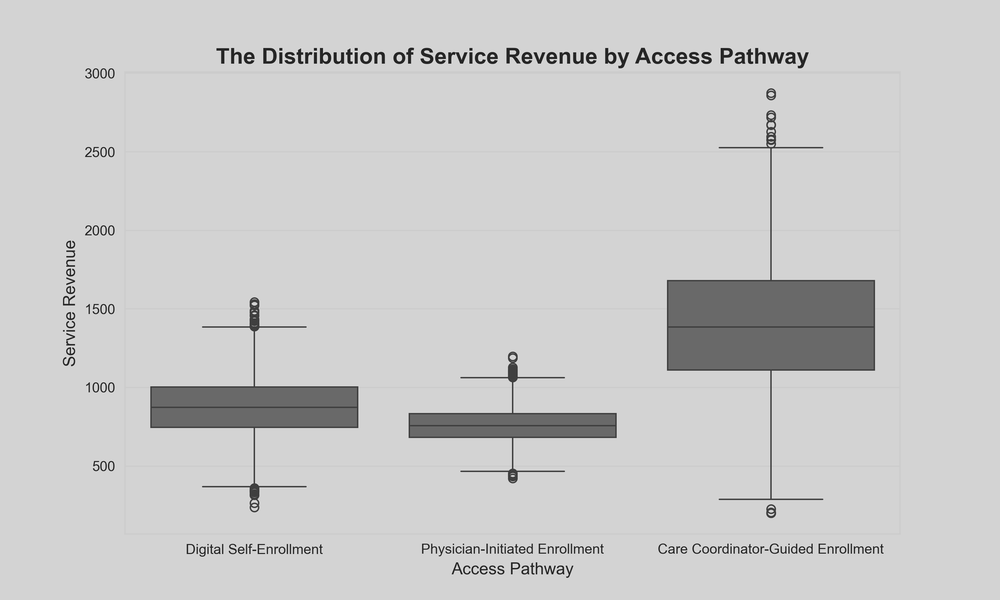 The Distribution of Service Revenue by Access Pathway
3000
2500
2000
1500
1000
500
Service Revenue
Digital Self-Enrollment
Physician-Initiated Enrollment
Care Coordinator-Guided Enrollment
Access Pathway